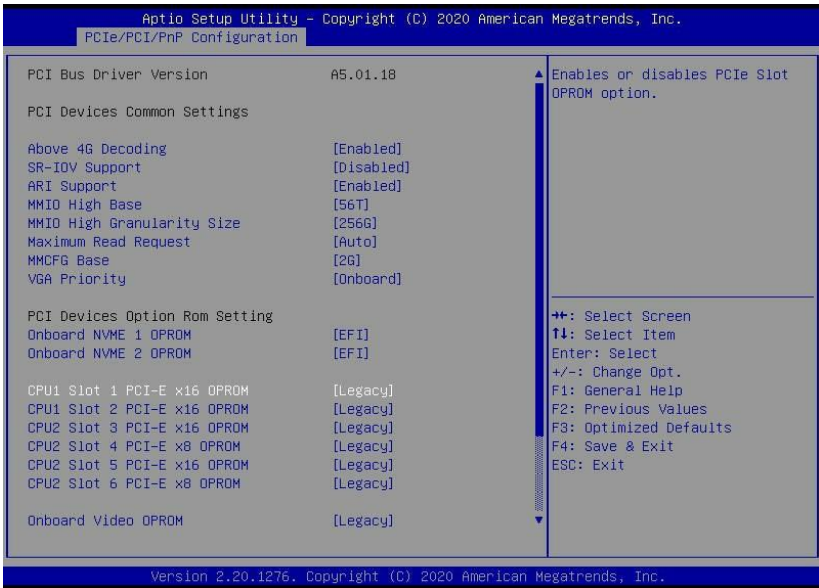 Aptio Setup Utility – Copyright (C) 2020 American Megatrends, Inc.
PCIe/PCI/PnP Configuration
PCI Bus Driver Version A5.01.18
PCI Devices Common Settings
Above 4G Decoding [Enabled]
SR-IOV Support [Disabled]
ARI Support [Enabled]
MMIO High Base [56T]
MMIO High Granularity Size [256G]
Maximum Read Request [Auto]
MMCFG Base [2G]
VGA Priority [Onboard]
PCI Devices Option Rom Setting
Onboard NVME 1 OPROM [EFI]
Onboard NVME 2 OPROM [EFI]
CPU1 Slot 1 PCI-E x16 OPROM [Legacy]
CPU1 Slot 2 PCI-E x16 OPROM [Legacy]
CPU2 Slot 3 PCI-E x16 OPROM [Legacy]
CPU2 Slot 4 PCI-E x8 OPROM [Legacy]
CPU2 Slot 5 PCI-E x16 OPROM [Legacy]
CPU2 Slot 6 PCI-E x8 OPROM [Legacy]
Onboard Video OPROM [Legacy]
Enables or disables PCIe Slot
OPROM option.
→←: Select Screen
↑↓: Select Item
Enter: Select
+/-: Change Opt.
F1: General Help
F2: Previous Values
F3: Optimized Defaults
F4: Save & Exit
ESC: Exit
Version 2.20.1276. Copyright (C) 2020 American Megatrends, Inc.